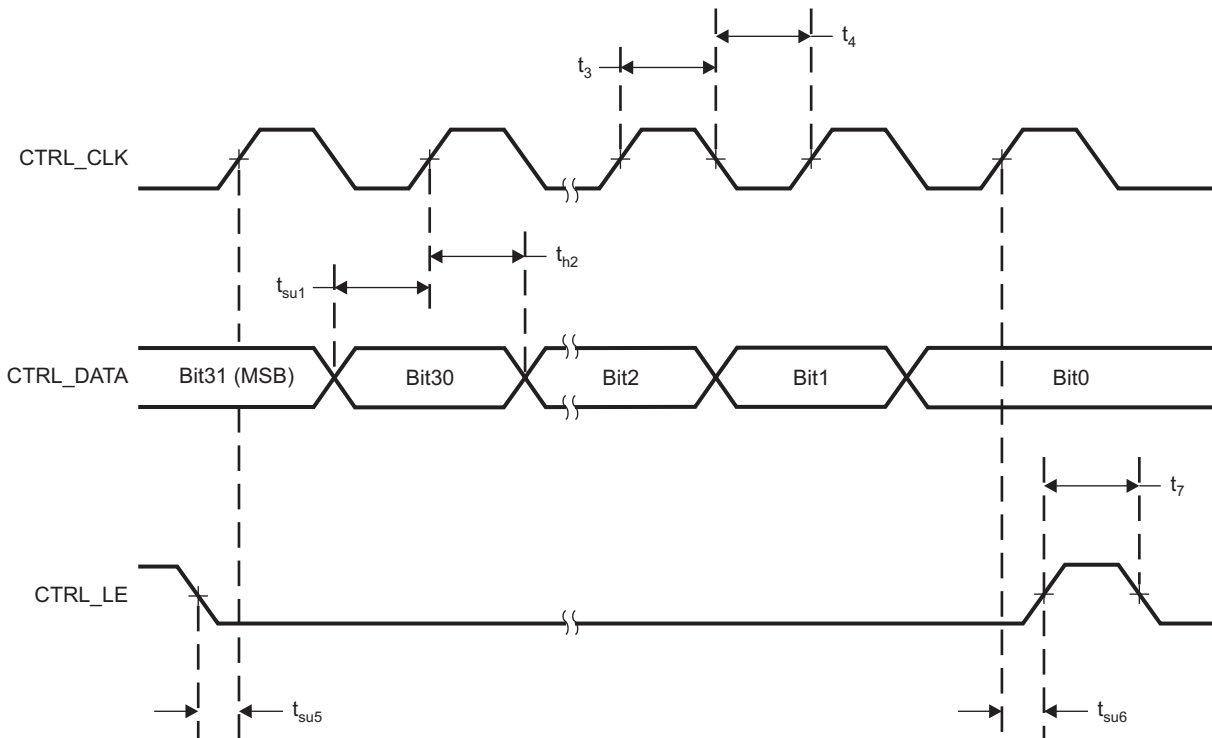 t4
t3
CTRL_CLK
th2
tsu1
CTRL_DATA
Bit31 (MSB)
Bit30
Bit2
Bit1
Bit0
t7
CTRL_LE
tsu5
tsu6